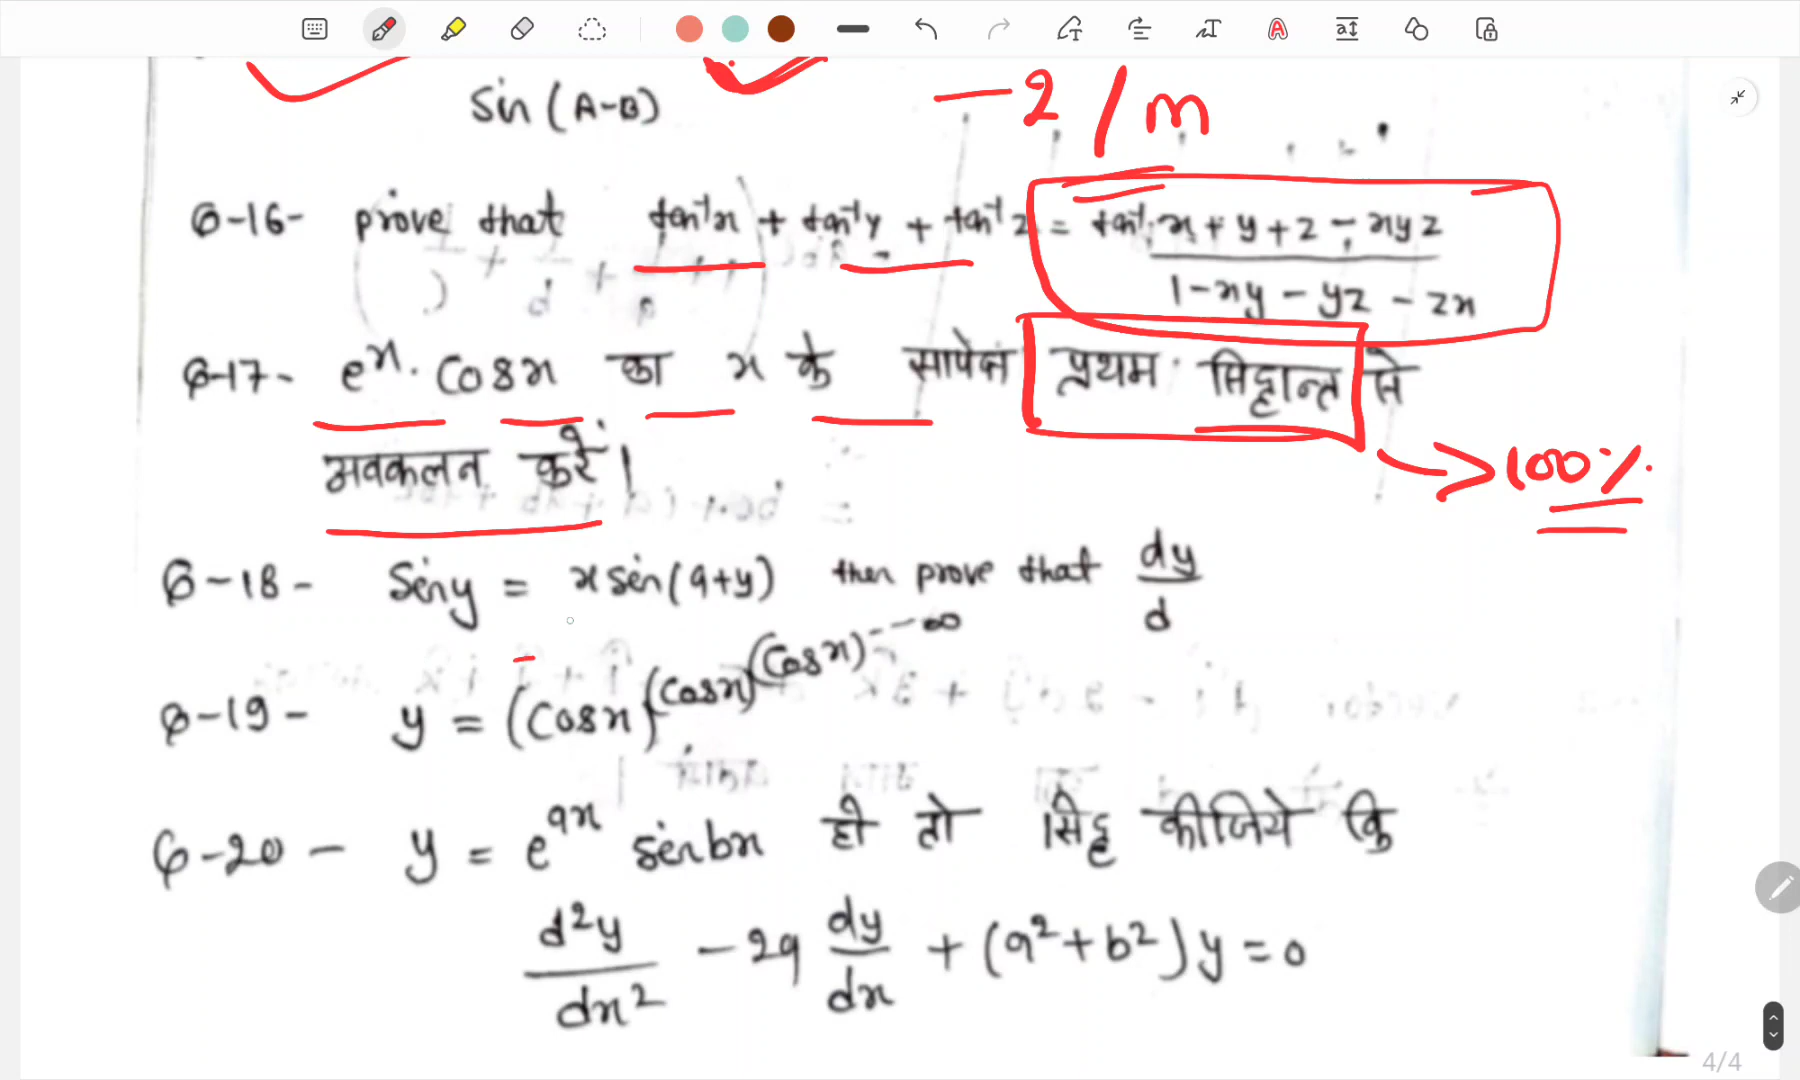 Sin (A-B)
-2/m
Q-16- prove that tan⁻¹x + tan⁻¹y + tan⁻¹z = tan⁻¹ x + y + z - xyz
1-xy - yz - zx
Q-17- eˣ. Cosx का x के सापेक्ष प्रथम सिद्धान्त से
अवकलन करें।
→ 100%.
Q-18- Siny = x sin(a+y) then prove that dy
d
Q-19- y = (Cosx)^(Cosx)^(Cosx)---∞
Q-20- y = e^ax sinbx हो तो सिद्ध कीजिये कि
d²y/dx² - 2a dy/dx + (a²+b²)y = 0
4/4